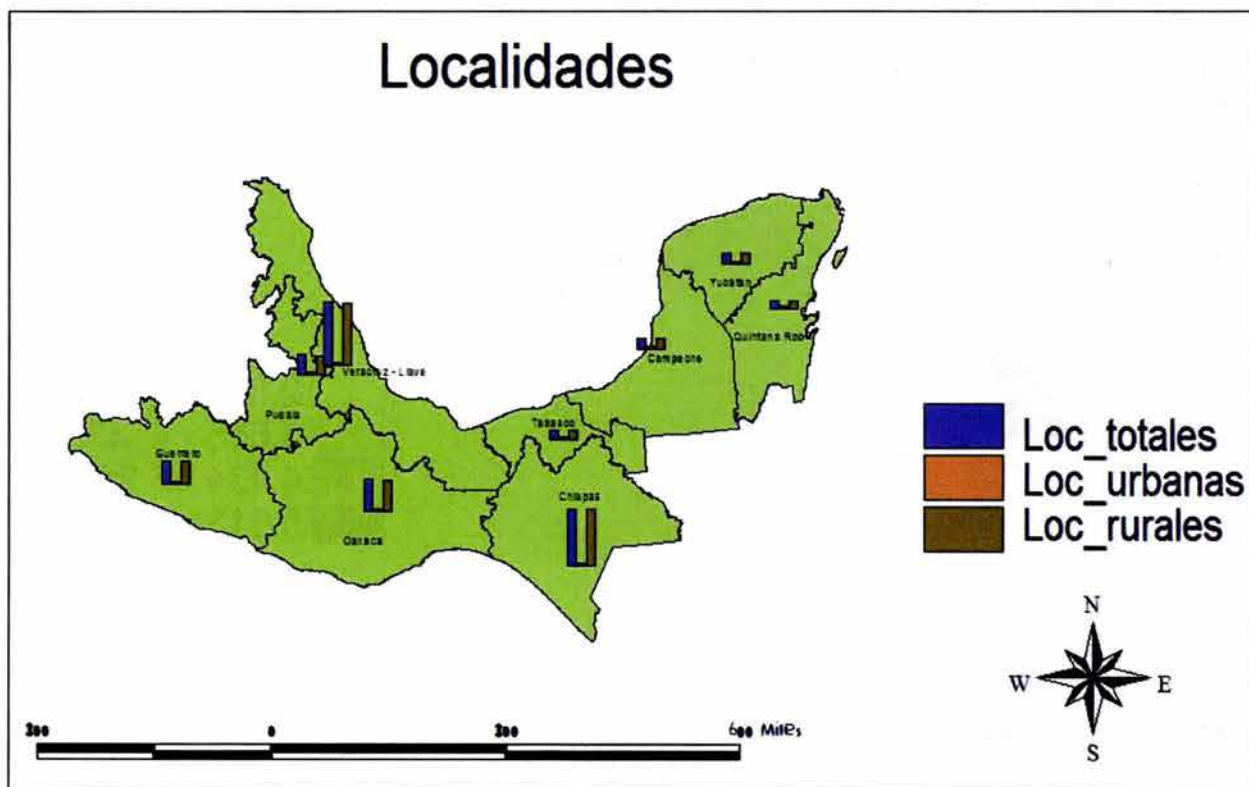 Localidades
Yucatan
Quintana Roo
Campeche
Veracruz - Llave
Puebla
Tabasco
Guerrero
Chiapas
Oaxaca
Loc_totales
Loc_urbanas
Loc_rurales
N
W E
S
300 0 300 600 Miles